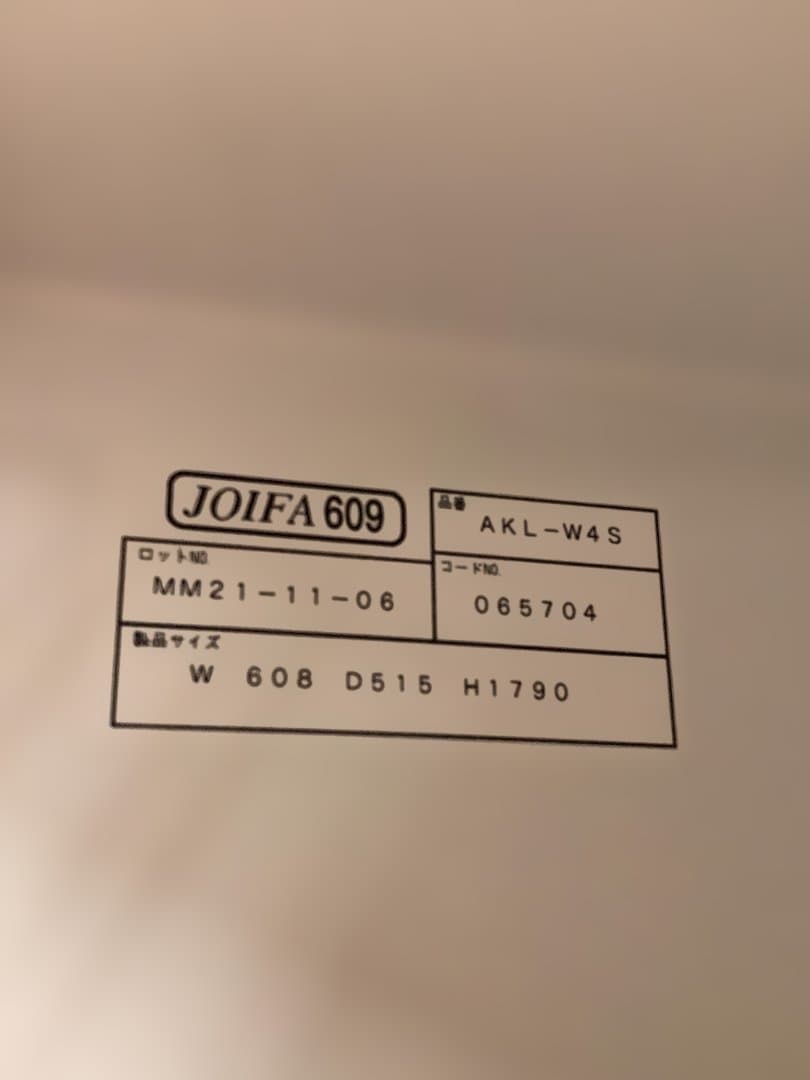 JOIFA 609
品番
AKL-W4S
ロットNO.
MM21-11-06
コードNO.
065704
製品サイズ
W 608 D515 H1790